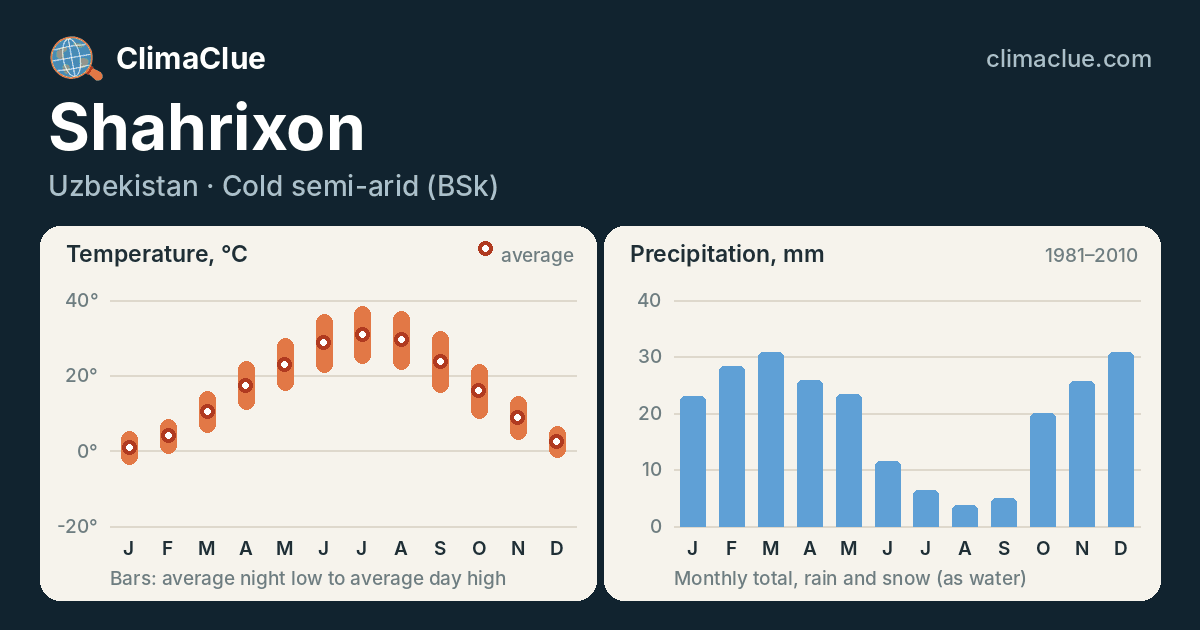 ClimaClue
climaclue.com
Shahrixon
Uzbekistan · Cold semi-arid (BSk)
Temperature, °C
average
40°
20°
0°
-20°
J F M A M J J A S O N D
Bars: average night low to average day high
Precipitation, mm
1981–2010
40
30
20
10
0
J F M A M J J A S O N D
Monthly total, rain and snow (as water)